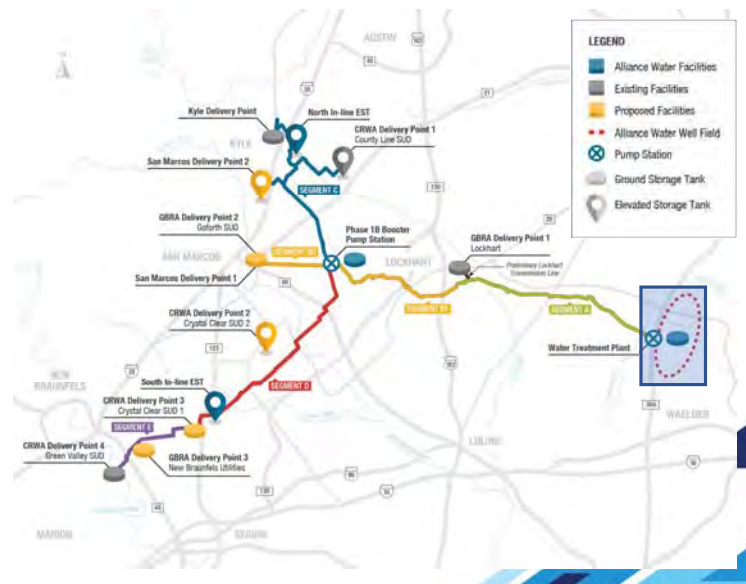 LEGEND
Alliance Water Facilities
Existing Facilities
Proposed Facilities
Alliance Water Well Field
Pump Station
Ground Storage Tank
Elevated Storage Tank
AUSTIN
Kyle Delivery Point
North In-line EST
CRWA Delivery Point 1
County Line SUD
KYLE
San Marcos Delivery Point 2
SEGMENT C
GBRA Delivery Point 2
Goforth SUD
Phase 1B Booster
Pump Station
GBRA Delivery Point 1
Lockhart
SAN MARCOS
LOCKHART
Preliminary Lockhart
Transmission Line
San Marcos Delivery Point 1
SEGMENT A
CRWA Delivery Point 2
Crystal Clear SUD 2
Water Treatment Plant
NEW
BRAUNFELS
South In-line EST
SEGMENT D
CRWA Delivery Point 3
Crystal Clear SUD 1
WAELDER
SEGMENT E
LULING
CRWA Delivery Point 4
Green Valley SUD
GBRA Delivery Point 3
New Braunfels Utilities
MARION
SEGUIN